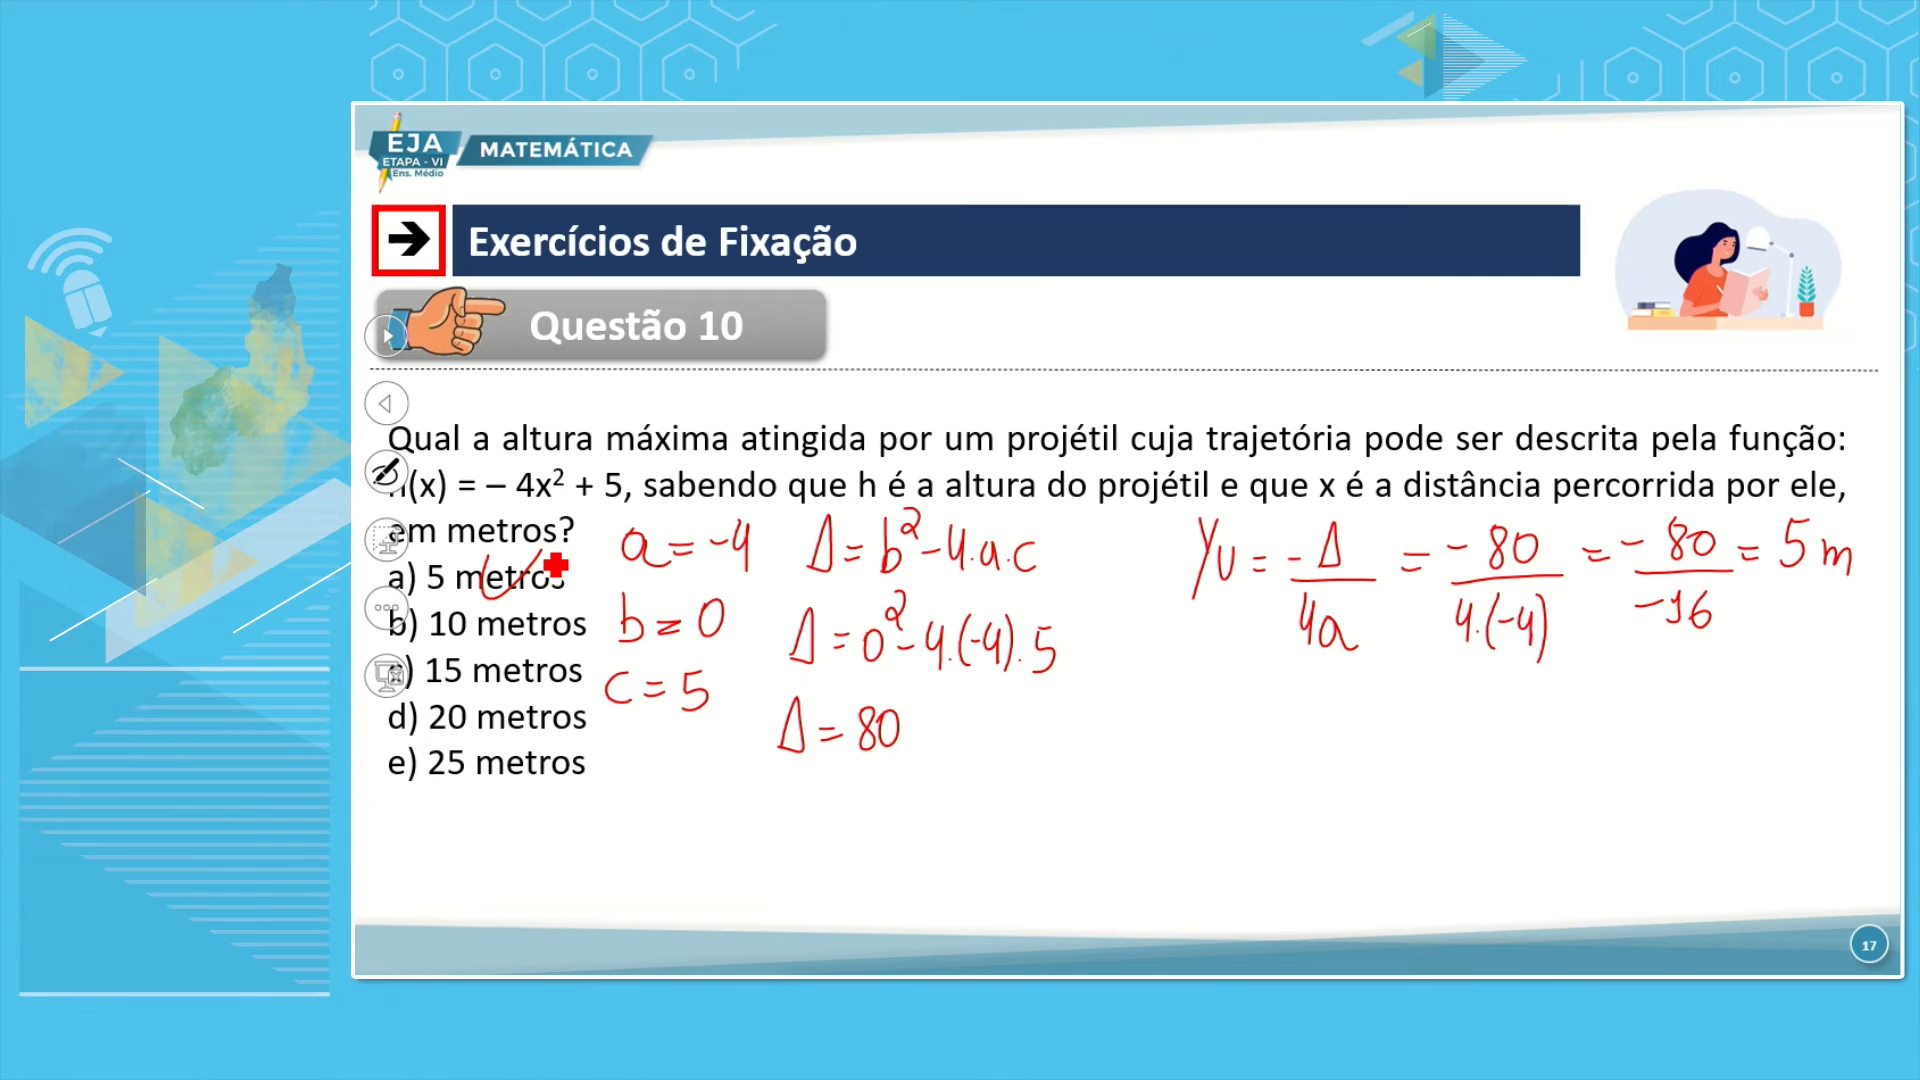 EJA
ETAPA - VI
Ens. Médio
MATEMÁTICA
Exercícios de Fixação
Questão 10
Qual a altura máxima atingida por um projétil cuja trajetória pode ser descrita pela função:
h(x) = – 4x² + 5, sabendo que h é a altura do projétil e que x é a distância percorrida por ele,
em metros?
a) 5 metros
b) 10 metros
c) 15 metros
d) 20 metros
e) 25 metros
a = -4
b = 0
c = 5
Δ = b² - 4.a.c
Δ = 0² - 4.(-4).5
Δ = 80
Yv = -Δ/4a = -80/4.(-4) = -80/-16 = 5 m
17